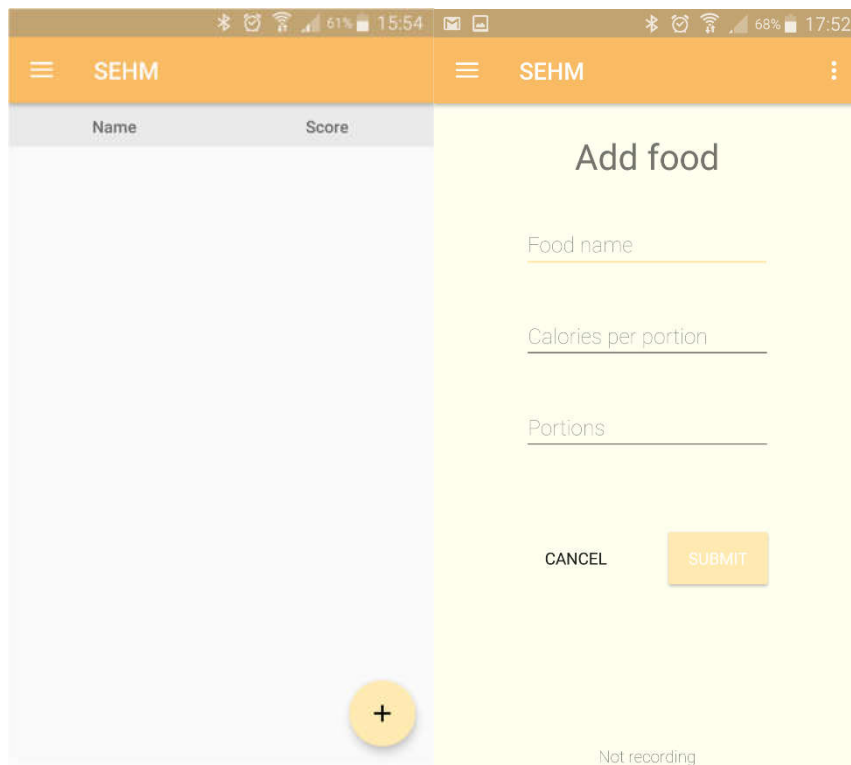 61% 15:54
SEHM
Name Score
+
68% 17:52
SEHM
Add food
Food name
Calories per portion
Portions
CANCEL SUBMIT
Not recording